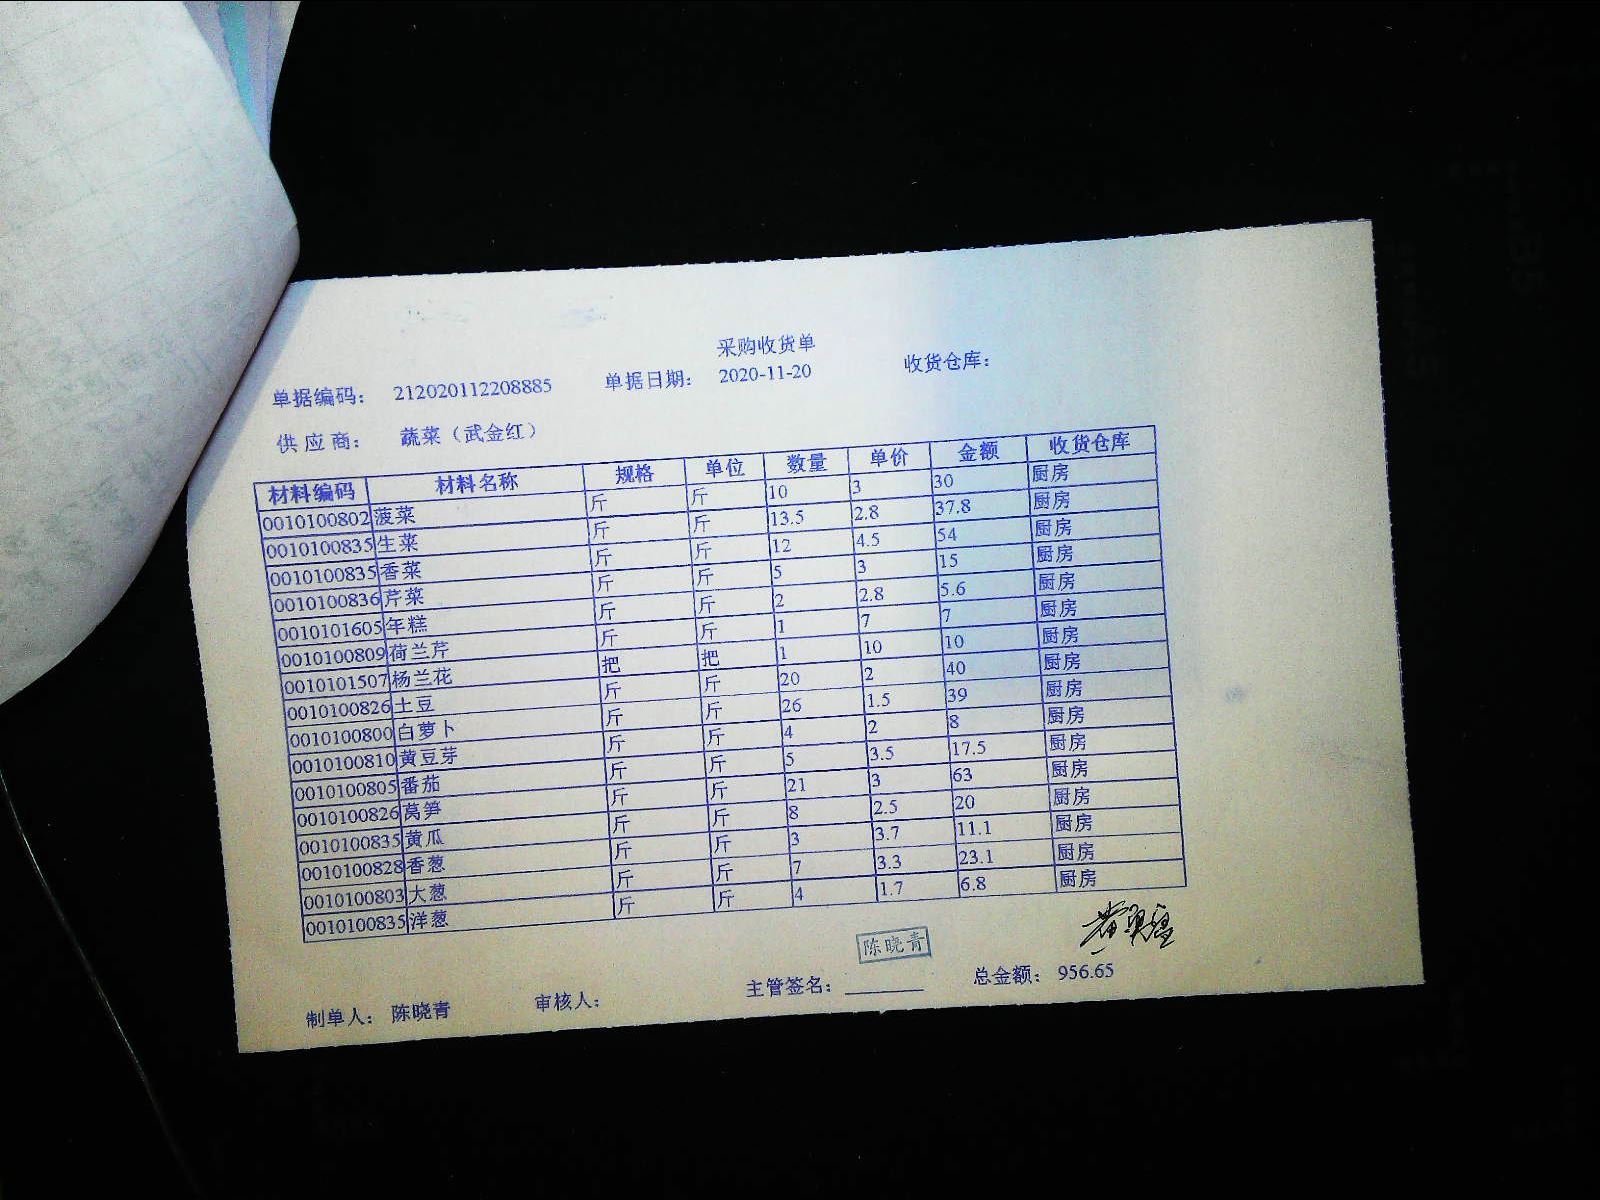 采购收货单
单据编码： 212020112208885 单据日期： 2020-11-20 收货仓库：
供应商： 蔬菜（武金红）
材料编码 材料名称 规格 单位 数量 单价 金额 收货仓库
0010100802 菠菜 斤 斤 10 3 30 厨房
0010100835 生菜 斤 斤 13.5 2.8 37.8 厨房
0010100835 香菜 斤 斤 12 4.5 54 厨房
0010100836 芹菜 斤 斤 5 3 15 厨房
0010101605 年糕 斤 斤 2 2.8 5.6 厨房
0010100809 荷兰芹 斤 斤 1 7 7 厨房
0010101507 杨兰花 把 把 1 10 10 厨房
0010100826 土豆 斤 斤 20 2 40 厨房
0010100800 白萝卜 斤 斤 26 1.5 39 厨房
0010100810 黄豆芽 斤 斤 4 2 8 厨房
0010100805 番茄 斤 斤 5 3.5 17.5 厨房
0010100826 莴笋 斤 斤 21 3 63 厨房
0010100835 黄瓜 斤 斤 8 2.5 20 厨房
0010100828 香葱 斤 斤 3 3.7 11.1 厨房
0010100803 大葱 斤 斤 7 3.3 23.1 厨房
0010100835 洋葱 斤 斤 4 1.7 6.8 厨房
陈晓青
制单人： 陈晓青 审核人： 主管签名： 总金额： 956.65